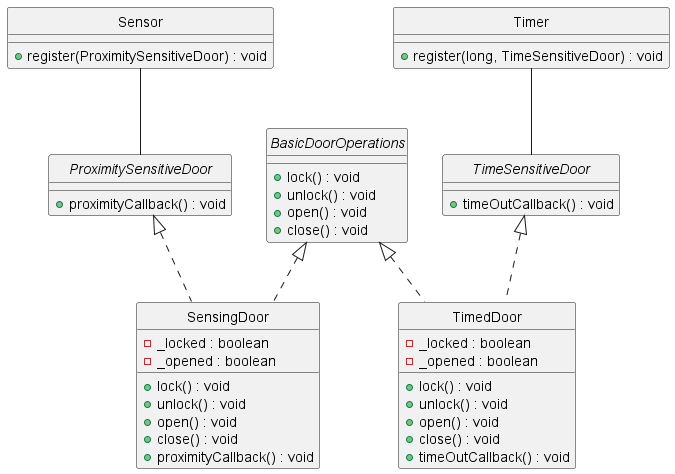 Sensor
register(ProximitySensitiveDoor) : void
Timer
register(long, TimeSensitiveDoor) : void
ProximitySensitiveDoor
proximityCallback() : void
BasicDoorOperations
lock() : void
unlock() : void
open() : void
close() : void
TimeSensitiveDoor
timeOutCallback() : void
SensingDoor
_locked : boolean
_opened : boolean
lock() : void
unlock() : void
open() : void
close() : void
proximityCallback() : void
TimedDoor
_locked : boolean
_opened : boolean
lock() : void
unlock() : void
open() : void
close() : void
timeOutCallback() : void